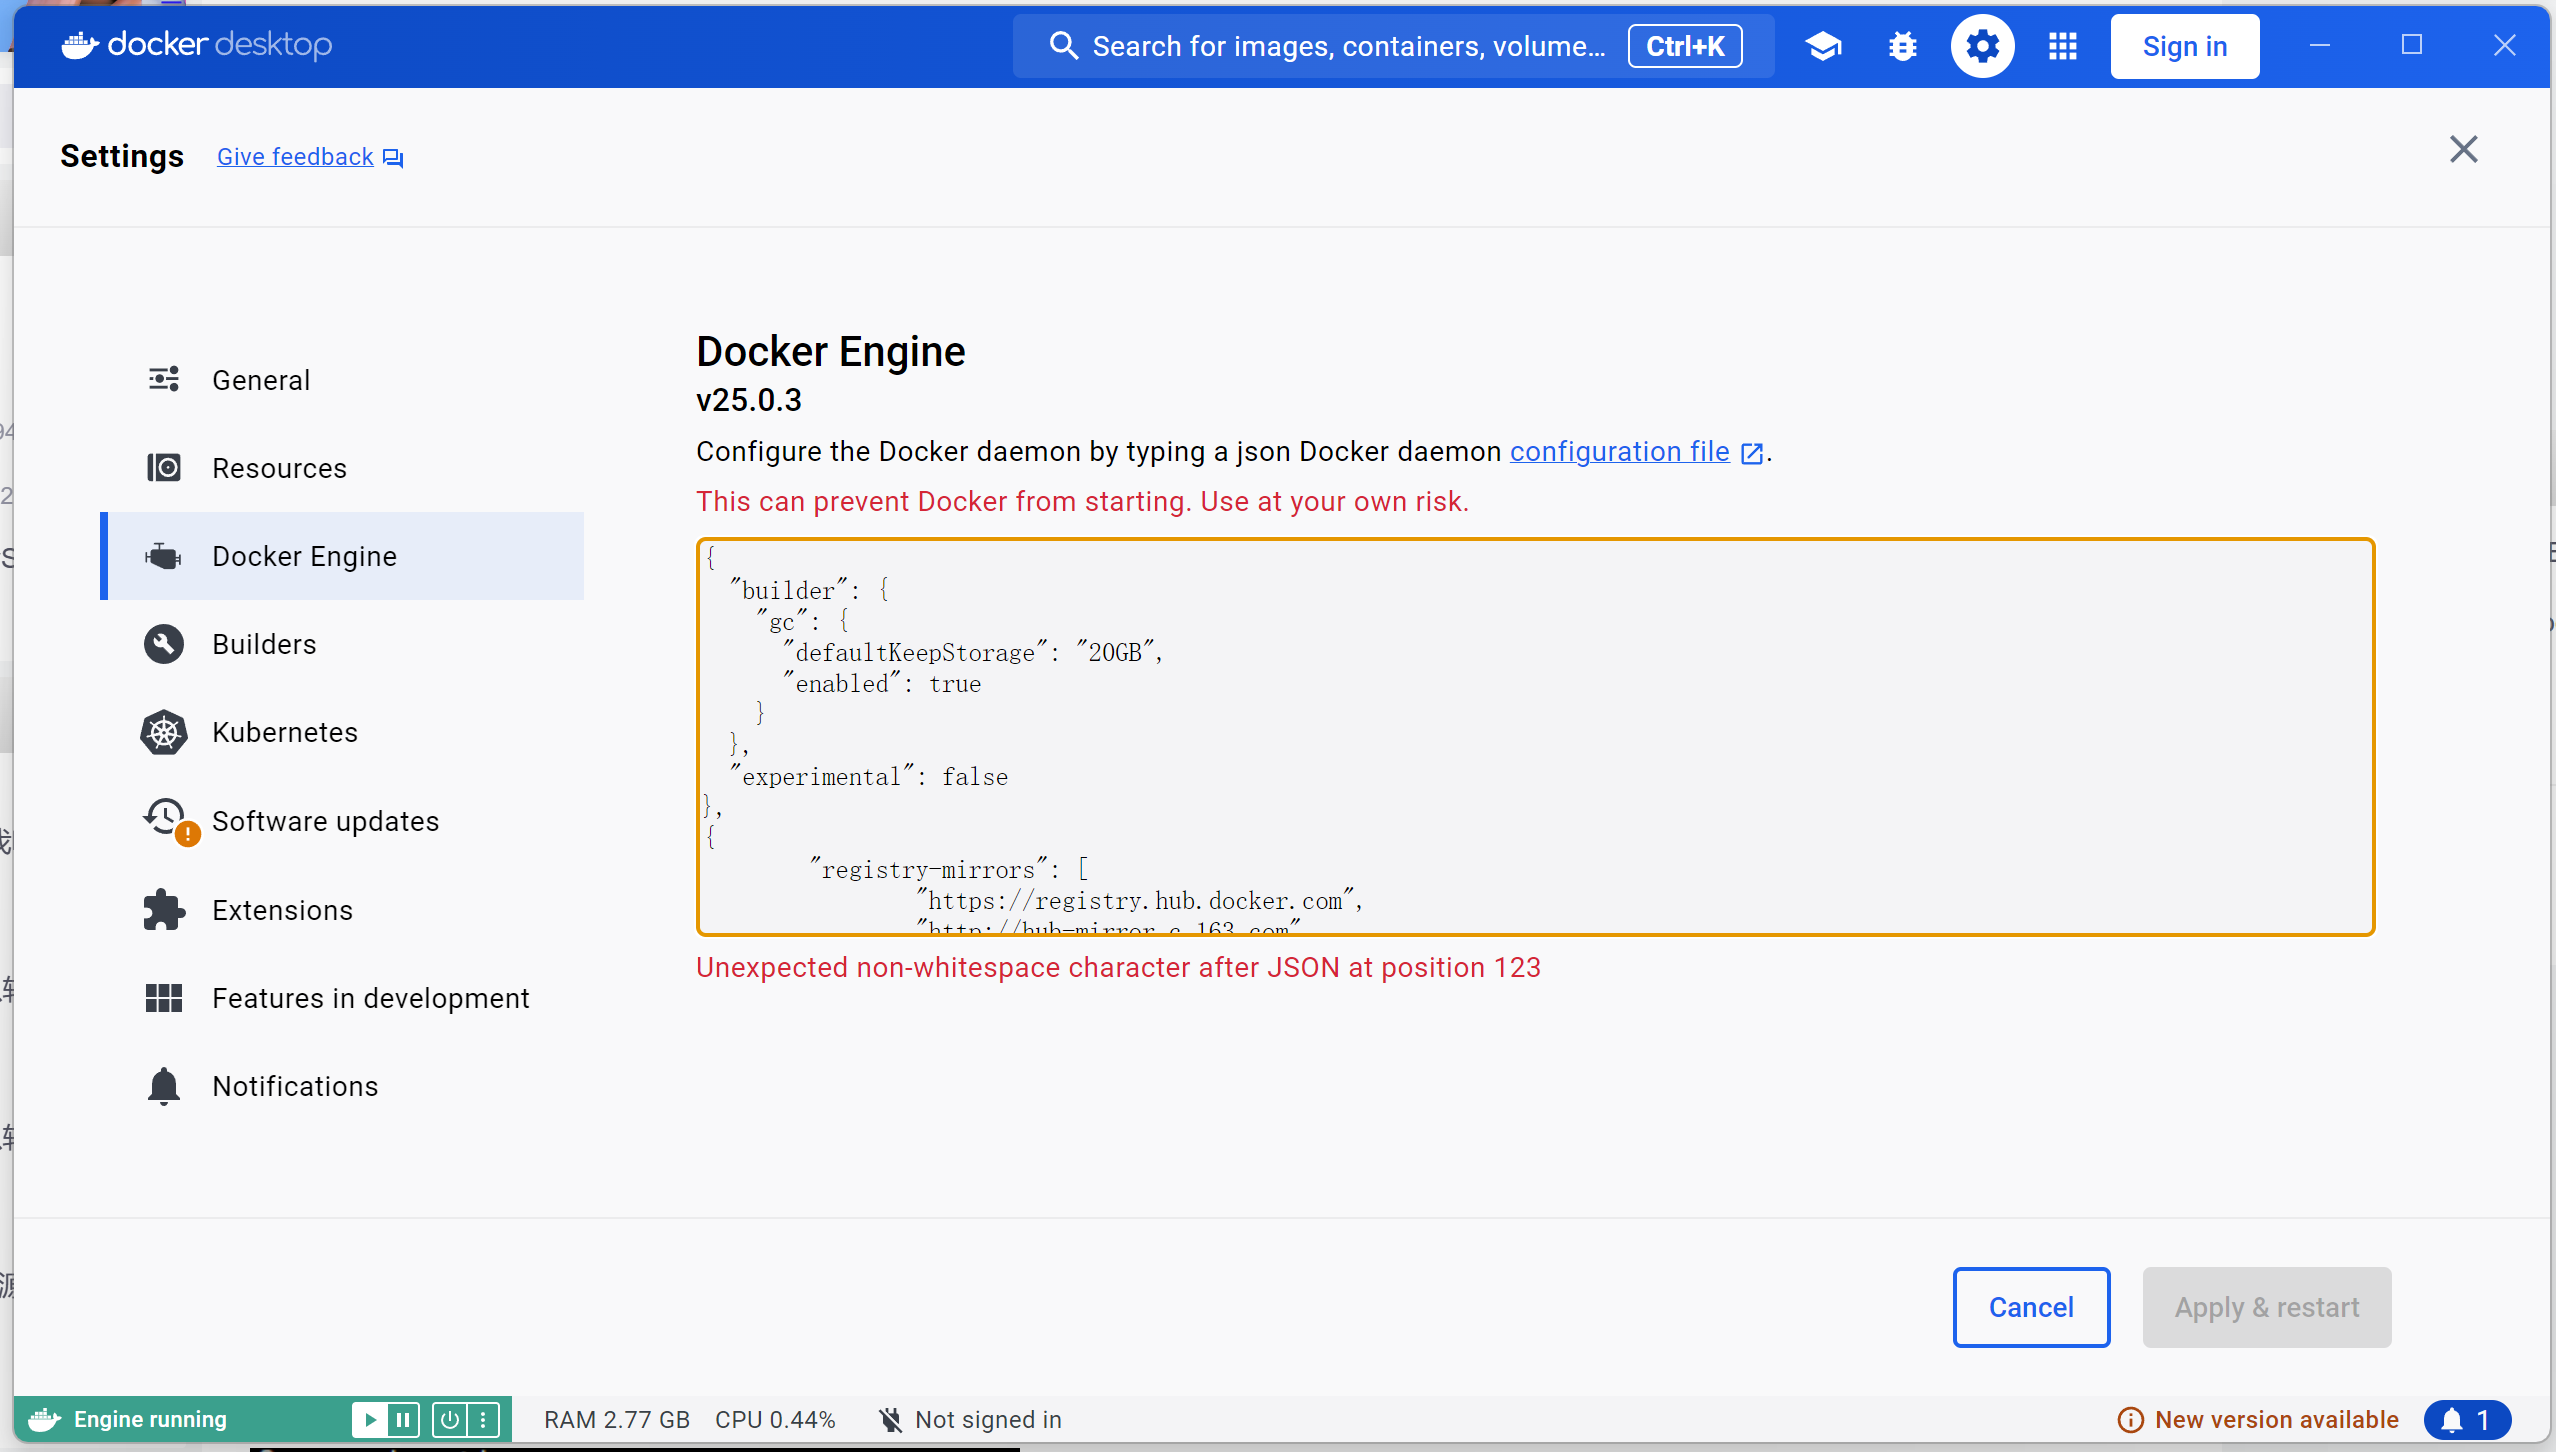 docker desktop
Search for images, containers, volume...
Ctrl+K
Sign in
Settings
Give feedback
General
Resources
Docker Engine
Builders
Kubernetes
Software updates
Extensions
Features in development
Notifications
Docker Engine
v25.0.3
Configure the Docker daemon by typing a json Docker daemon configuration file .
This can prevent Docker from starting. Use at your own risk.
{
"builder": {
"gc": {
"defaultKeepStorage": "20GB",
"enabled": true
}
},
"experimental": false
},
{
"registry-mirrors": [
"https://registry.hub.docker.com",
"http://hub-mirror.c.163.com"
Unexpected non-whitespace character after JSON at position 123
Cancel
Apply & restart
Engine running
RAM 2.77 GB
CPU 0.44%
Not signed in
New version available
1